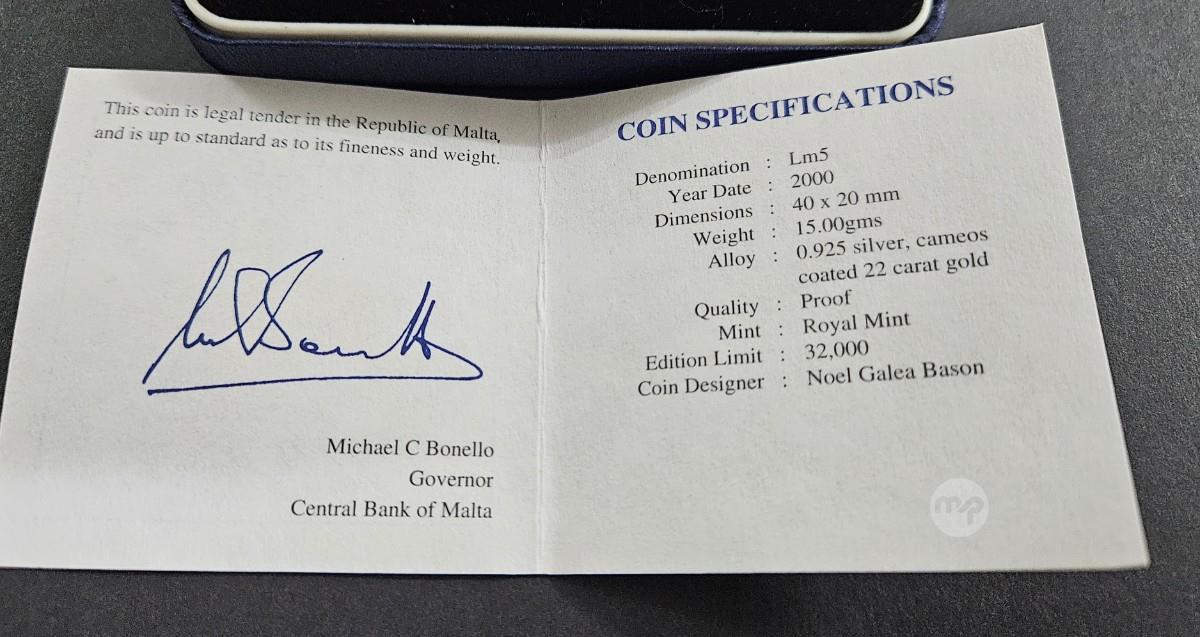 This coin is legal tender in the Republic of Malta,
and is up to standard as to its fineness and weight.
Michael C Bonello
Governor
Central Bank of Malta
COIN SPECIFICATIONS
Denomination : Lm5
Year Date : 2000
Dimensions : 40 x 20 mm
Weight : 15.00gms
Alloy : 0.925 silver, cameos
coated 22 carat gold
Quality : Proof
Mint : Royal Mint
Edition Limit : 32,000
Coin Designer : Noel Galea Bason
mp